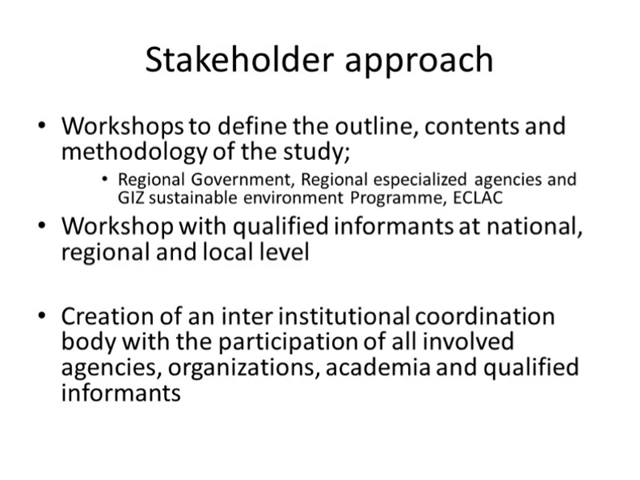 Stakeholder approach
• Workshops to define the outline, contents and
methodology of the study;
• Regional Government, Regional especialized agencies and
GIZ sustainable environment Programme, ECLAC
• Workshop with qualified informants at national,
regional and local level
• Creation of an inter institutional coordination
body with the participation of all involved
agencies, organizations, academia and qualified
informants